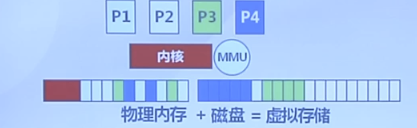 P1 P2 P3 P4
内核 MMU
物理内存 + 磁盘 = 虚拟存储